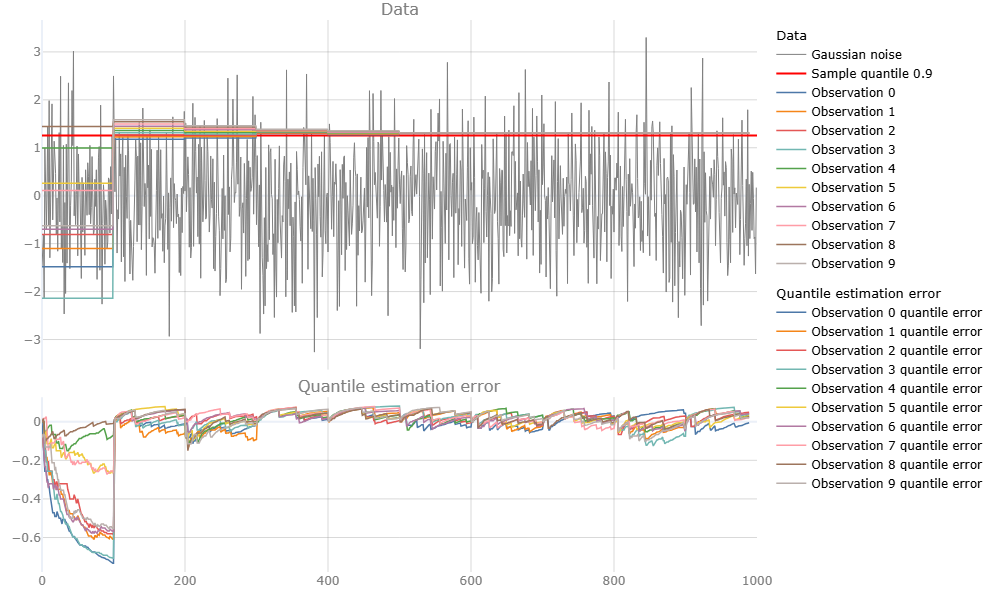 Data
3
2
1
0
−1
−2
−3
Quantile estimation error
0
−0.2
−0.4
−0.6
0 200 400 600 800 1000
Data
Gaussian noise
Sample quantile 0.9
Observation 0
Observation 1
Observation 2
Observation 3
Observation 4
Observation 5
Observation 6
Observation 7
Observation 8
Observation 9
Quantile estimation error
Observation 0 quantile error
Observation 1 quantile error
Observation 2 quantile error
Observation 3 quantile error
Observation 4 quantile error
Observation 5 quantile error
Observation 6 quantile error
Observation 7 quantile error
Observation 8 quantile error
Observation 9 quantile error